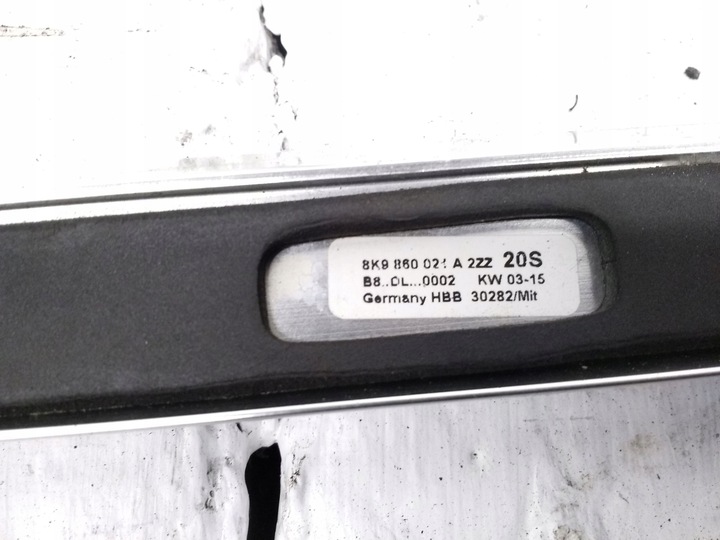 8K9 860 021 A 2ZZ 20S
B8..DL...0002 KW 03-15
Germany HBB 30282/Mit